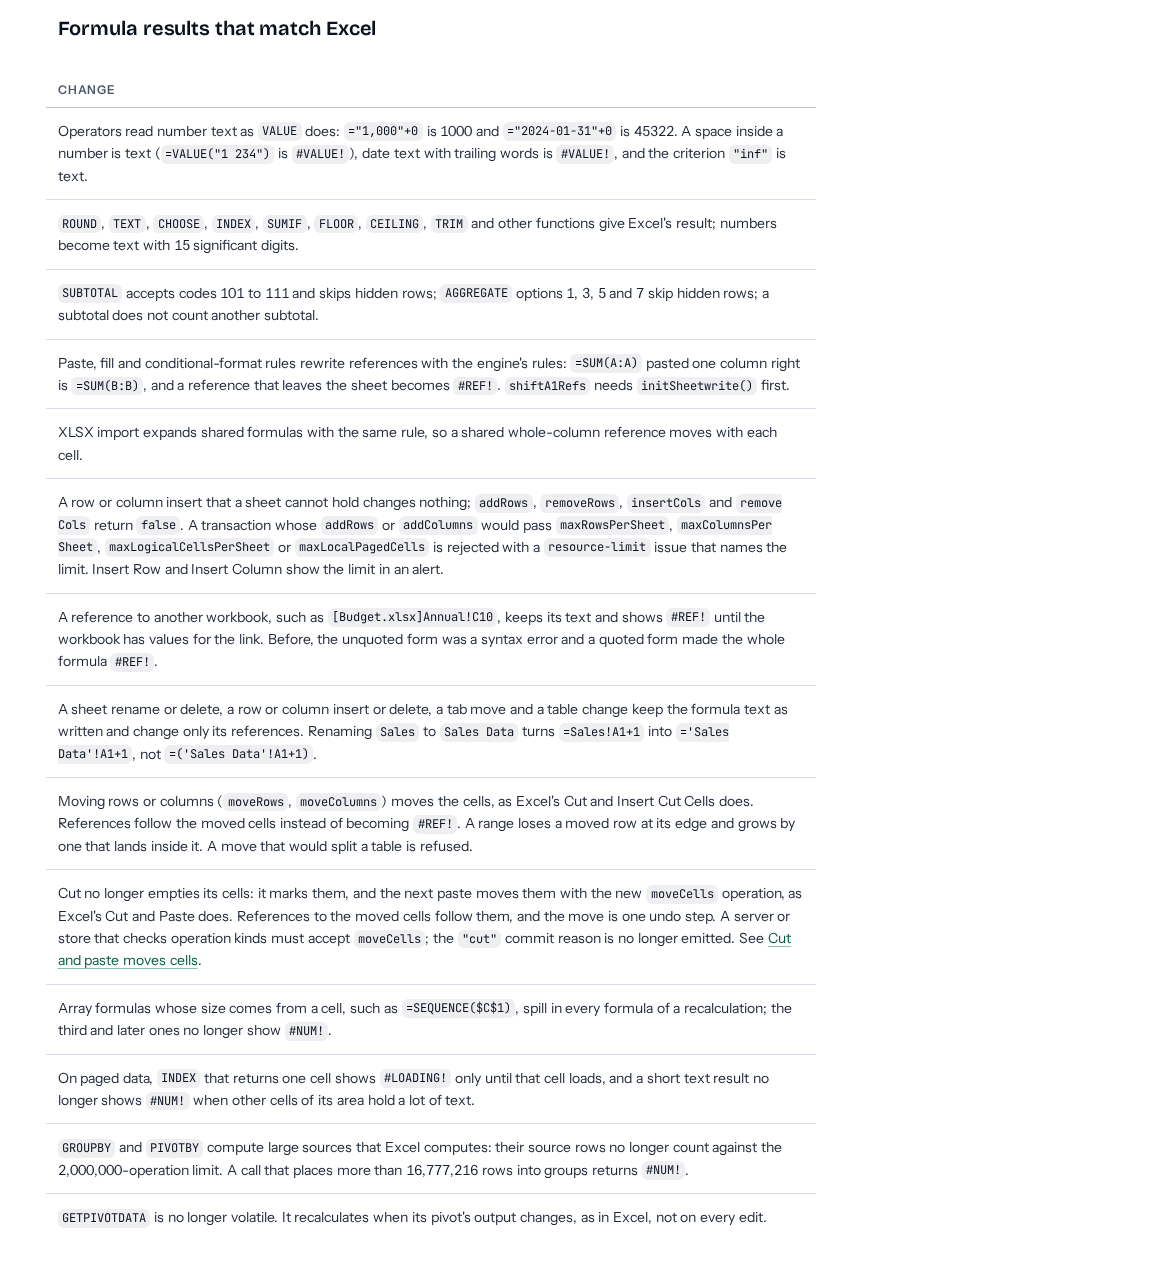 Formula results that match Excel
CHANGE
Operators read number text as VALUE does: ="1,000"+0 is 1000 and ="2024-01-31"+0 is 45322. A space inside a
number is text (=VALUE("1 234") is #VALUE!), date text with trailing words is #VALUE!, and the criterion "inf" is
text.
ROUND, TEXT, CHOOSE, INDEX, SUMIF, FLOOR, CEILING, TRIM and other functions give Excel's result; numbers
become text with 15 significant digits.
SUBTOTAL accepts codes 101 to 111 and skips hidden rows; AGGREGATE options 1, 3, 5 and 7 skip hidden rows; a
subtotal does not count another subtotal.
Paste, fill and conditional-format rules rewrite references with the engine's rules: =SUM(A:A) pasted one column right
is =SUM(B:B), and a reference that leaves the sheet becomes #REF!. shiftA1Refs needs initSheetwrite() first.
XLSX import expands shared formulas with the same rule, so a shared whole-column reference moves with each
cell.
A row or column insert that a sheet cannot hold changes nothing; addRows, removeRows, insertCols and remove
Cols return false. A transaction whose addRows or addColumns would pass maxRowsPerSheet, maxColumnsPer
Sheet, maxLogicalCellsPerSheet or maxLocalPagedCells is rejected with a resource-limit issue that names the
limit. Insert Row and Insert Column show the limit in an alert.
A reference to another workbook, such as [Budget.xlsx]Annual!C10, keeps its text and shows #REF! until the
workbook has values for the link. Before, the unquoted form was a syntax error and a quoted form made the whole
formula #REF!.
A sheet rename or delete, a row or column insert or delete, a tab move and a table change keep the formula text as
written and change only its references. Renaming Sales to Sales Data turns =Sales!A1+1 into ='Sales
Data'!A1+1, not =('Sales Data'!A1+1).
Moving rows or columns (moveRows, moveColumns) moves the cells, as Excel's Cut and Insert Cut Cells does.
References follow the moved cells instead of becoming #REF!. A range loses a moved row at its edge and grows by
one that lands inside it. A move that would split a table is refused.
Cut no longer empties its cells: it marks them, and the next paste moves them with the new moveCells operation, as
Excel's Cut and Paste does. References to the moved cells follow them, and the move is one undo step. A server or
store that checks operation kinds must accept moveCells; the "cut" commit reason is no longer emitted. See Cut
and paste moves cells.
Array formulas whose size comes from a cell, such as =SEQUENCE($C$1), spill in every formula of a recalculation; the
third and later ones no longer show #NUM!.
On paged data, INDEX that returns one cell shows #LOADING! only until that cell loads, and a short text result no
longer shows #NUM! when other cells of its area hold a lot of text.
GROUPBY and PIVOTBY compute large sources that Excel computes: their source rows no longer count against the
2,000,000-operation limit. A call that places more than 16,777,216 rows into groups returns #NUM!.
GETPIVOTDATA is no longer volatile. It recalculates when its pivot's output changes, as in Excel, not on every edit.